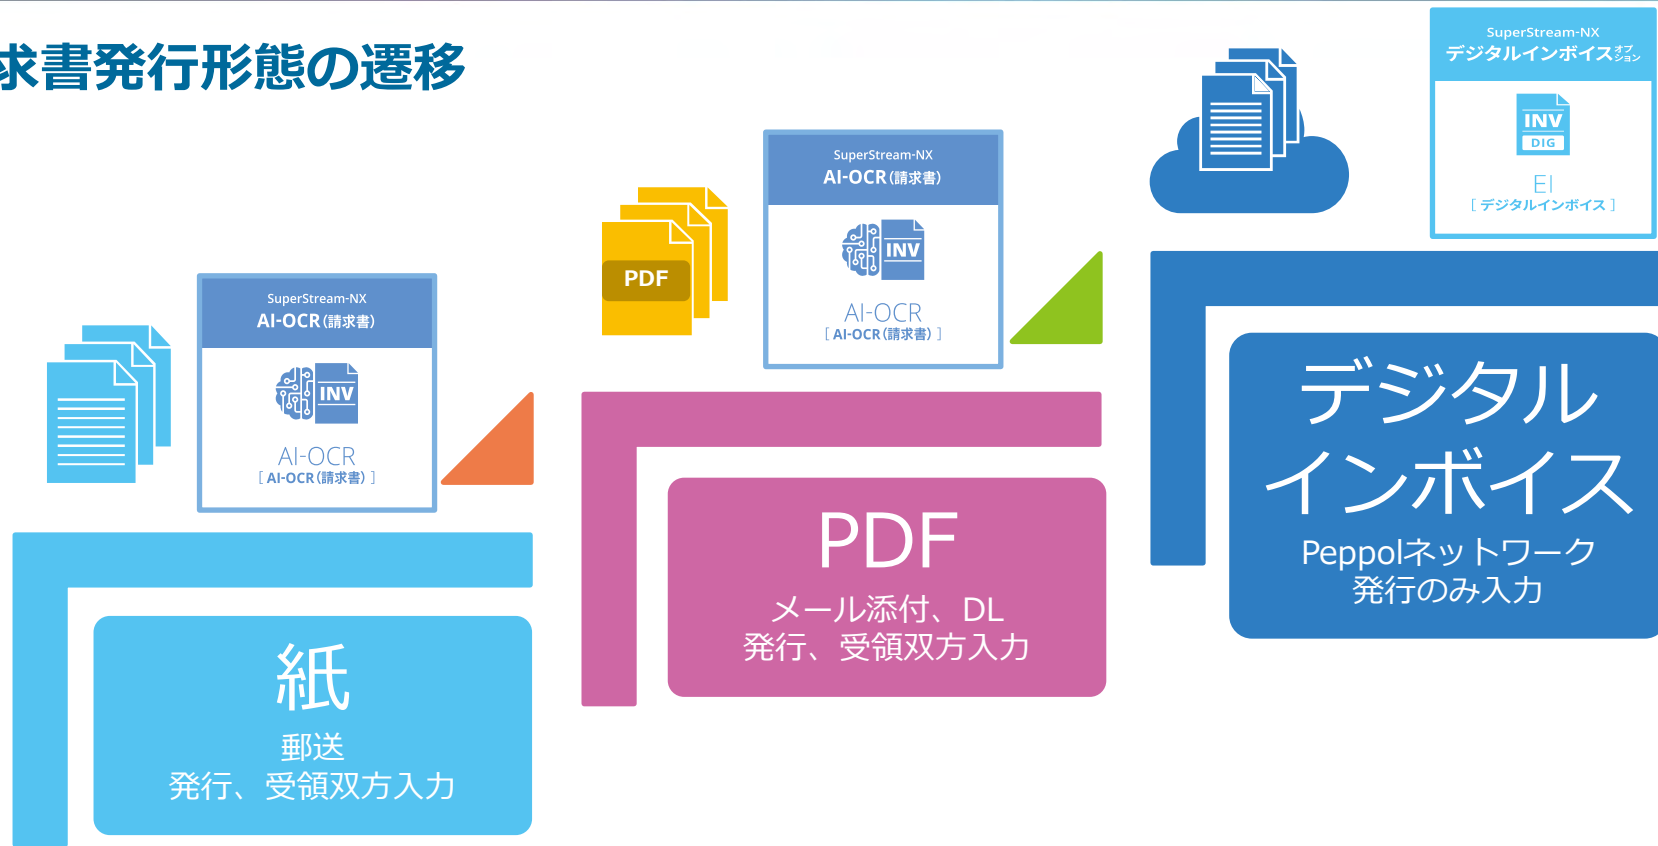 求書発行形態の遷移
SuperStream-NX
AI-OCR(請求書)
INV
AI-OCR
[ AI-OCR(請求書) ]
紙
郵送
発行、受領双方入力
PDF
SuperStream-NX
AI-OCR(請求書)
INV
AI-OCR
[ AI-OCR(請求書) ]
PDF
メール添付、DL
発行、受領双方入力
SuperStream-NX
デジタルインボイスオプション
INV
DIG
EI
[ デジタルインボイス ]
デジタル
インボイス
Peppolネットワーク
発行のみ入力